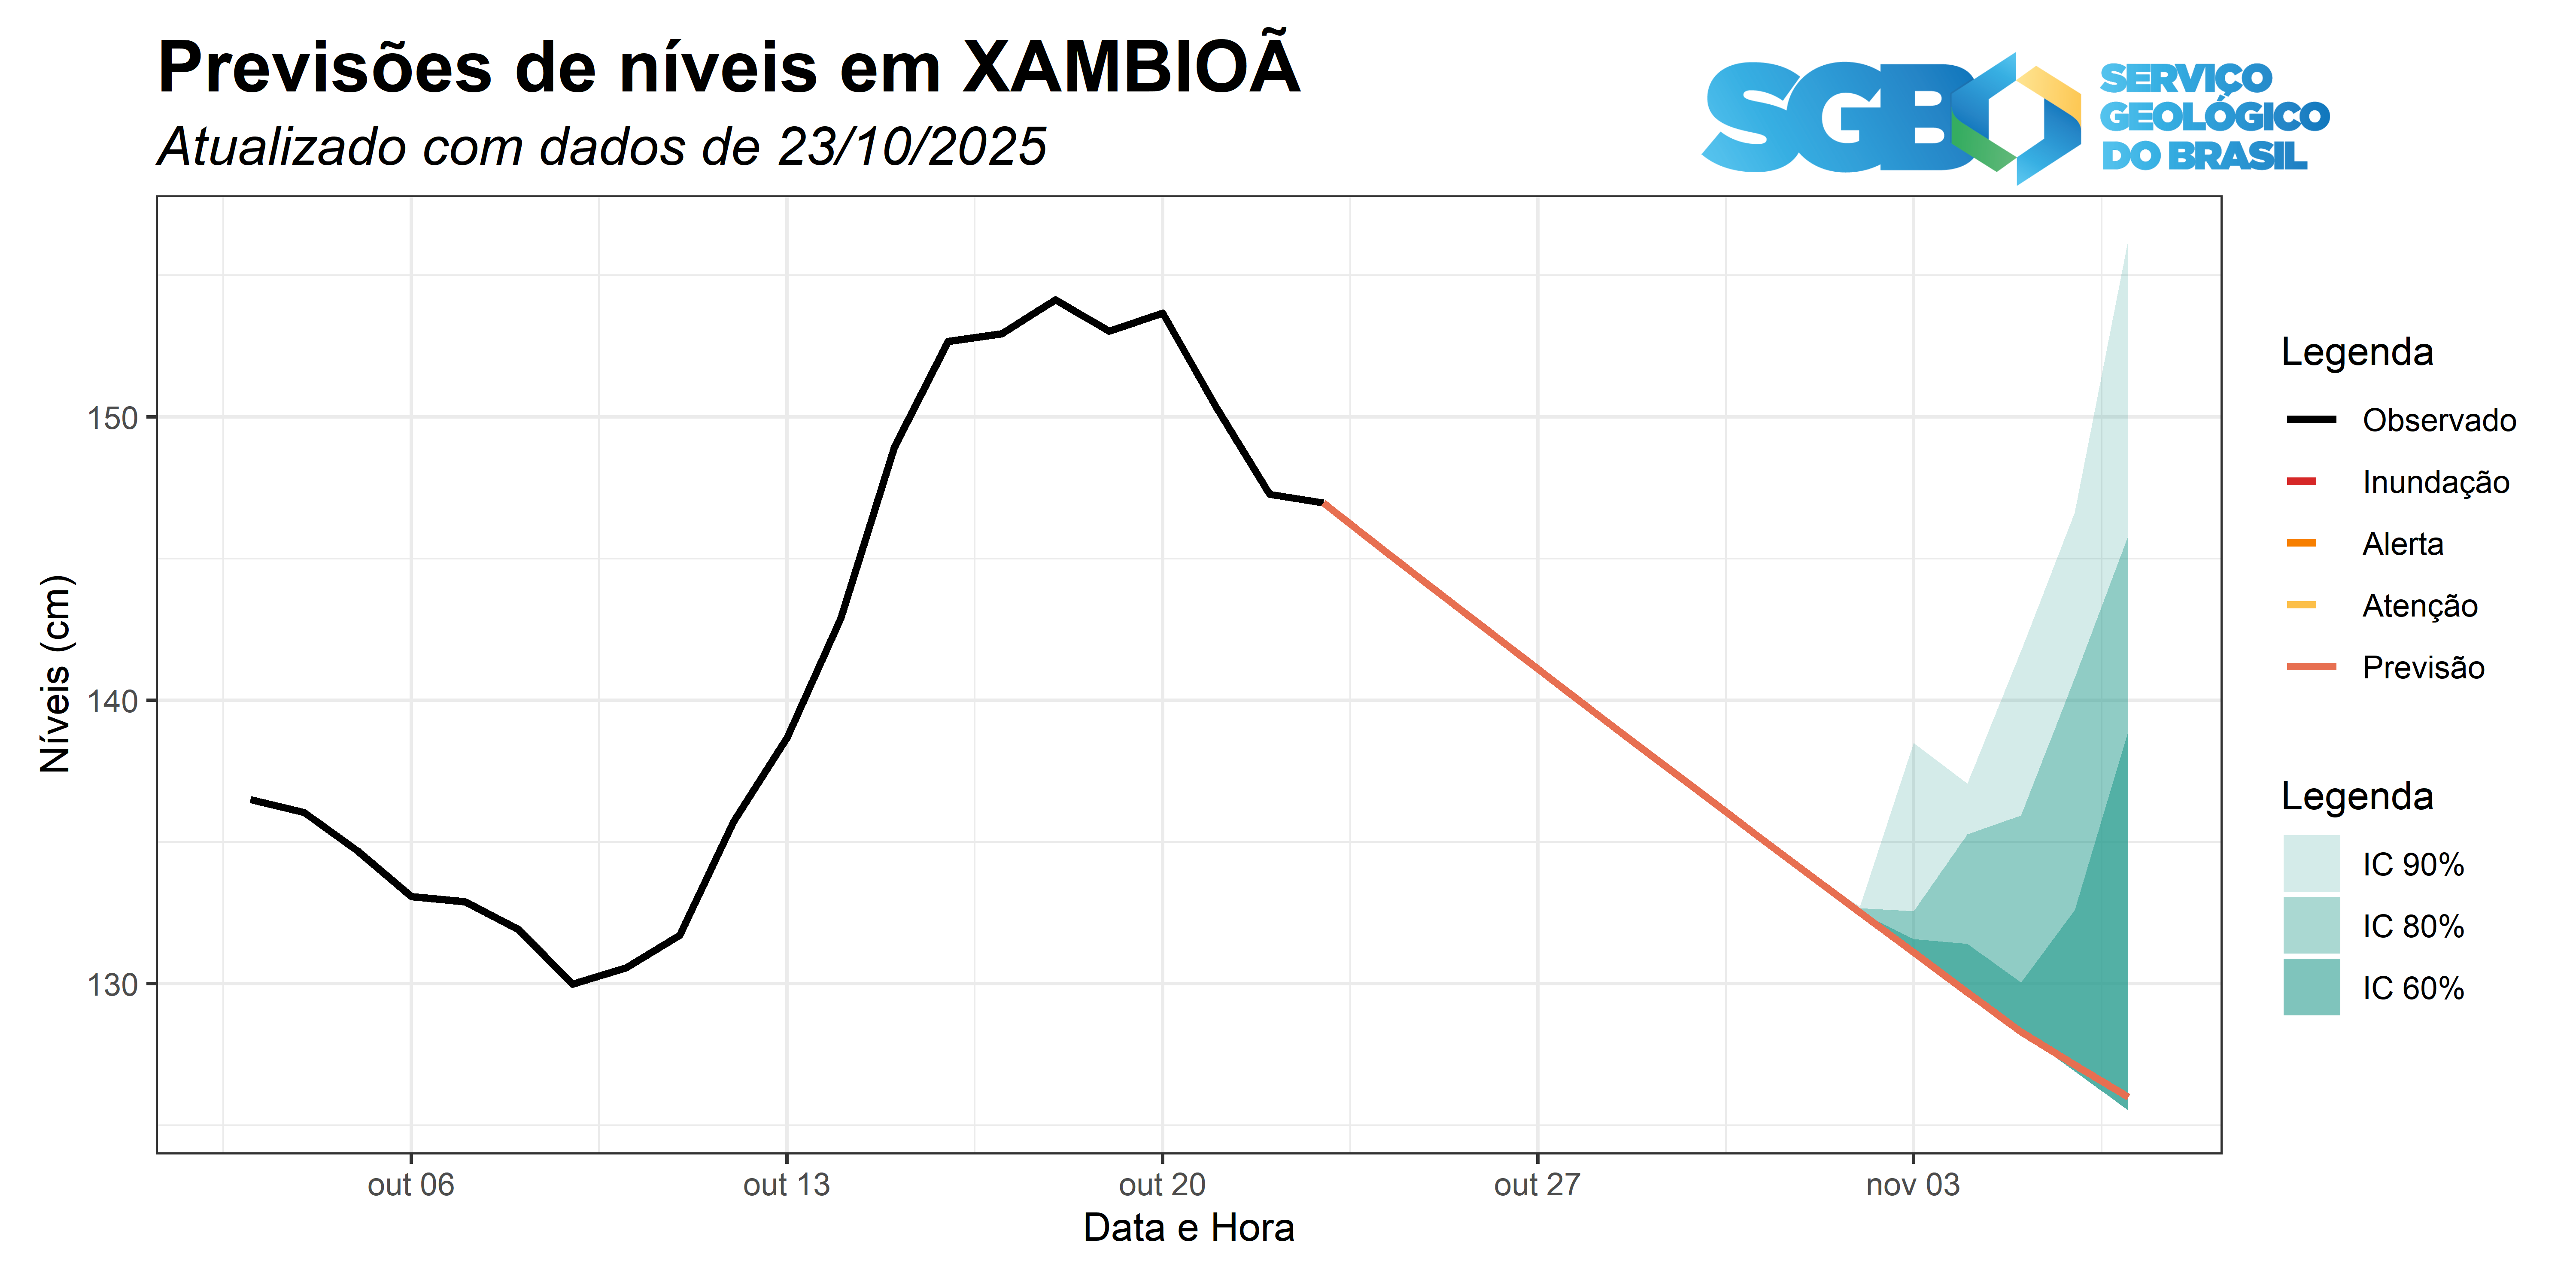 Previsões de níveis em XAMBIOÃ
Atualizado com dados de 23/10/2025
SGB
SERVIÇO
GEOLÓGICO
DO BRASIL
Níveis (cm)
150
140
130
out 06
out 13
out 20
out 27
nov 03
Data e Hora
Legenda
Observado
Inundação
Alerta
Atenção
Previsão
Legenda
IC 90%
IC 80%
IC 60%